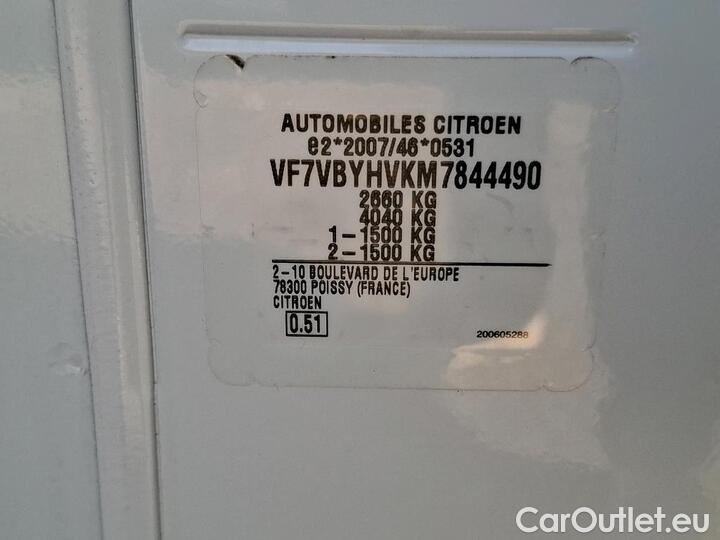 AUTOMOBILES CITROEN
e2*2007/46*0531
VF7VBYHVKM7844490
2660 KG
4040 KG
1-1500 KG
2-1500 KG
2-10 BOULEVARD DE L'EUROPE
78300 POISSY (FRANCE)
CITROEN
0.51
200605288
CarOutlet.eu